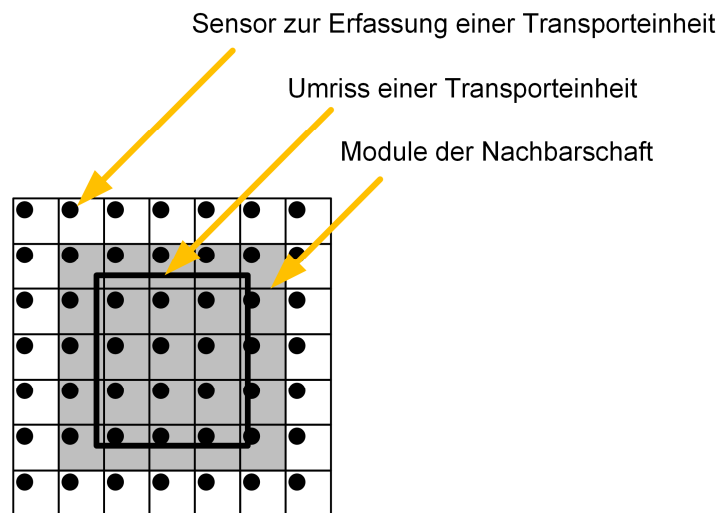 Sensor zur Erfassung einer Transporteinheit
Umriss einer Transporteinheit
Module der Nachbarschaft